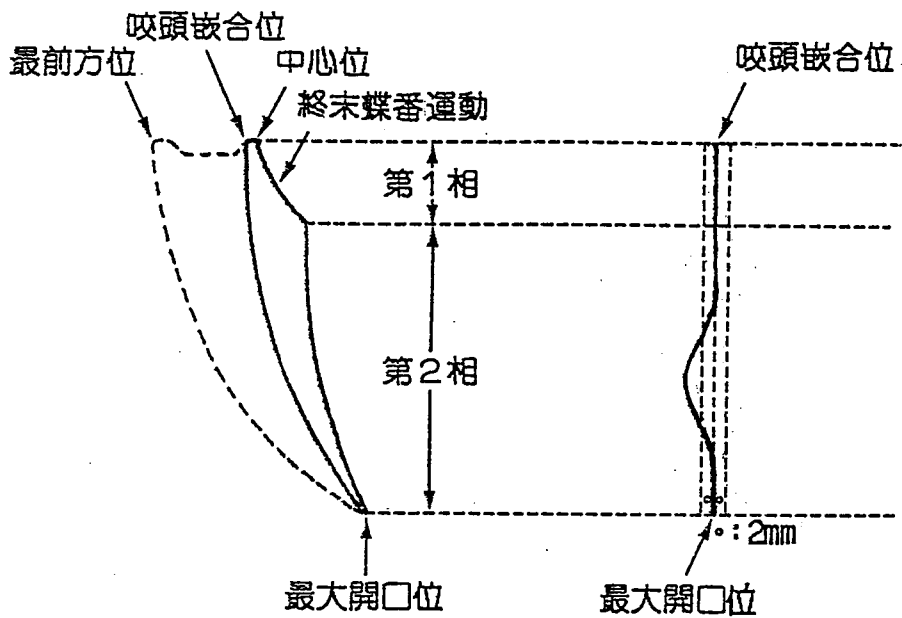 咬頭嵌合位
最前方位
中心位
終末蝶番運動
第1相
第2相
最大開口位
咬頭嵌合位
:2mm
最大開口位